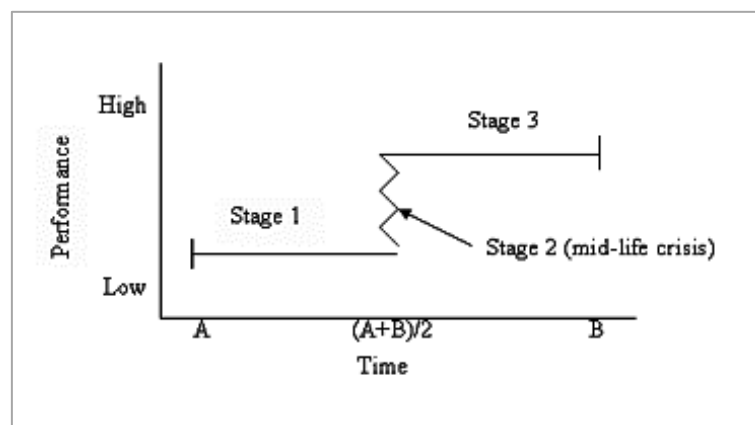 High
Stage 3
Performance
Stage 1
Stage 2 (mid-life crisis)
Low
A
(A+B)/2
B
Time